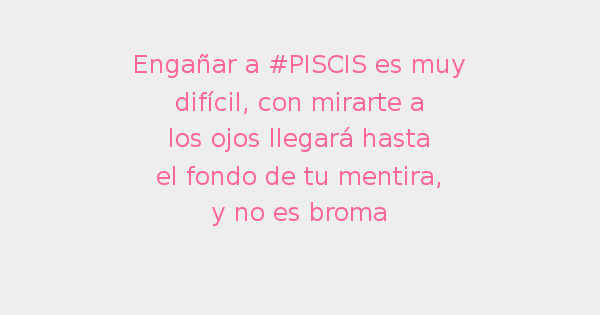 Engañar a #PISCIS es muy
difícil, con mirarte a
los ojos llegará hasta
el fondo de tu mentira,
y no es broma